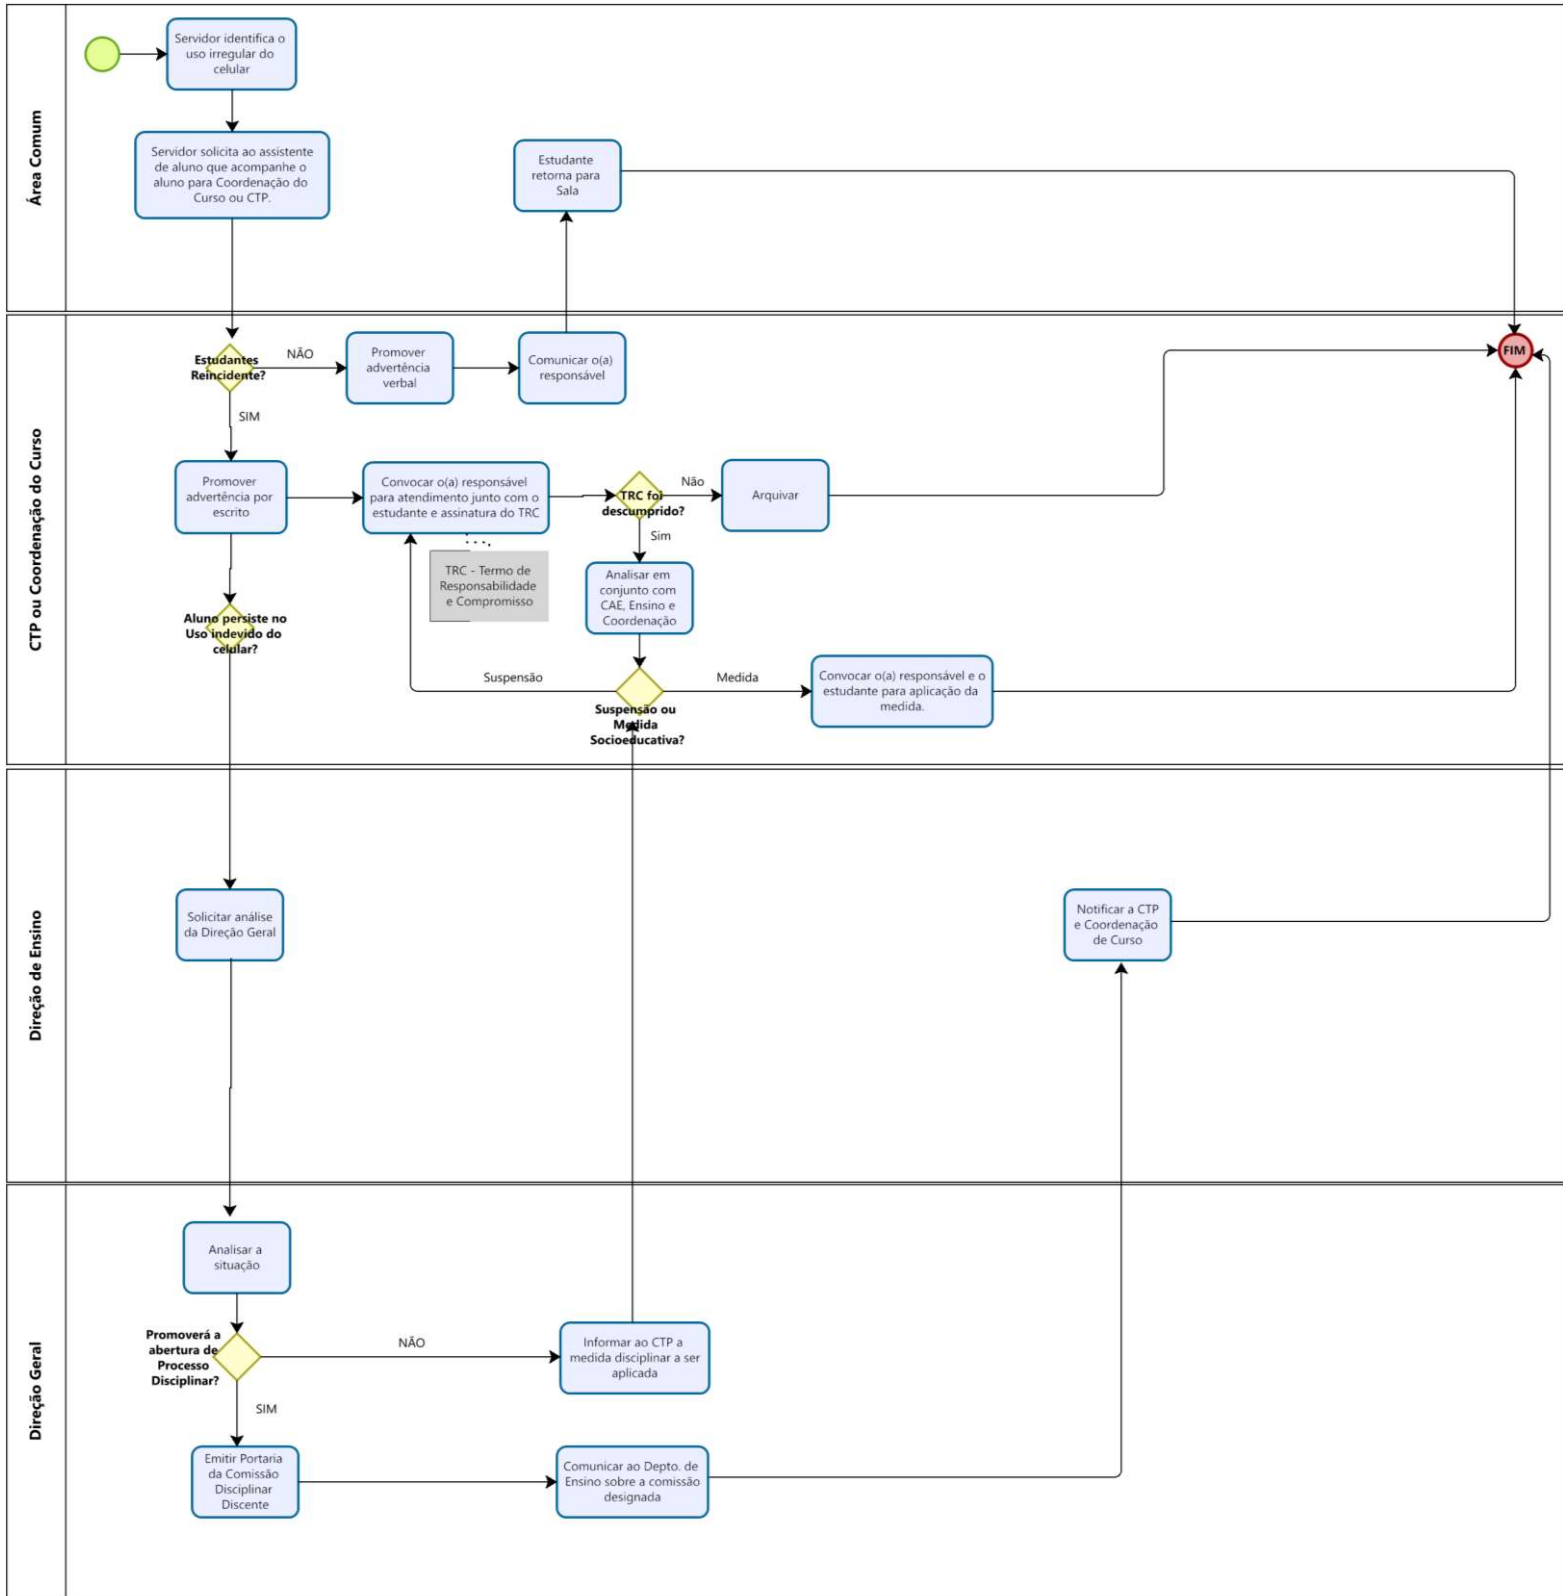 Área Comum
Servidor identifica o
uso irregular do
celular
Servidor solicita ao assistente
de aluno que acompanhe o
aluno para Coordenação do
Curso ou CTP.
Estudante
retorna para
Sala
CTP ou Coordenação do Curso
Estudantes
Reincidente?
NÃO
Promover
advertência
verbal
Comunicar o(a)
responsável
FIM
SIM
Promover
advertência por
escrito
Convocar o(a) responsável
para atendimento junto com o
estudante e assinatura do TRC
TRC foi
descumprido?
Não
Arquivar
Sim
TRC - Termo de
Responsabilidade
e Compromisso
Analisar em
conjunto com
CAE, Ensino e
Coordenação
Aluno persiste no
Uso indevido do
celular?
Suspensão
Suspensão ou
Medida
Socioeducativa?
Medida
Convocar o(a) responsável e o
estudante para aplicação da
medida.
Direção de Ensino
Solicitar análise
da Direção Geral
Notificar a CTP
e Coordenação
de Curso
Direção Geral
Analisar a
situação
Promoverá a
abertura de
Processo
Disciplinar?
NÃO
Informar ao CTP a
medida disciplinar a ser
aplicada
SIM
Emitir Portaria
da Comissão
Disciplinar
Discente
Comunicar ao Depto. de
Ensino sobre a comissão
designada